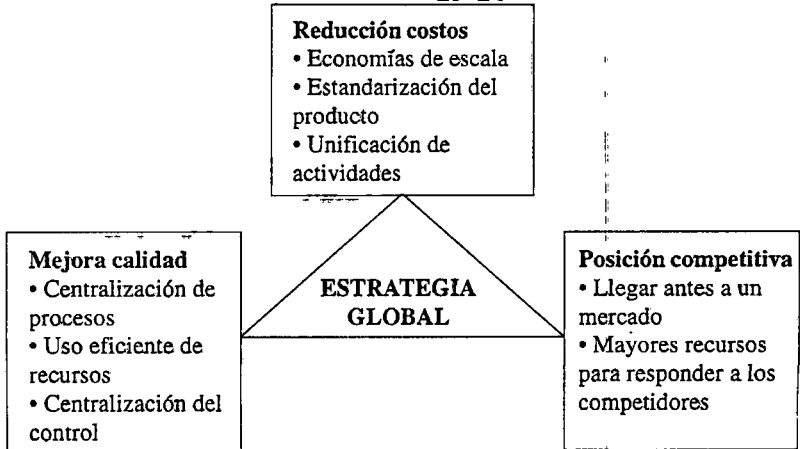 Reducción costos
• Economías de escala
• Estandarización del
producto
• Unificación de
actividades
Mejora calidad
• Centralización de
procesos
• Uso eficiente de
recursos
• Centralización del
control
ESTRATEGIA
GLOBAL
Posición competitiva
• Llegar antes a un
mercado
• Mayores recursos
para responder a los
competidores